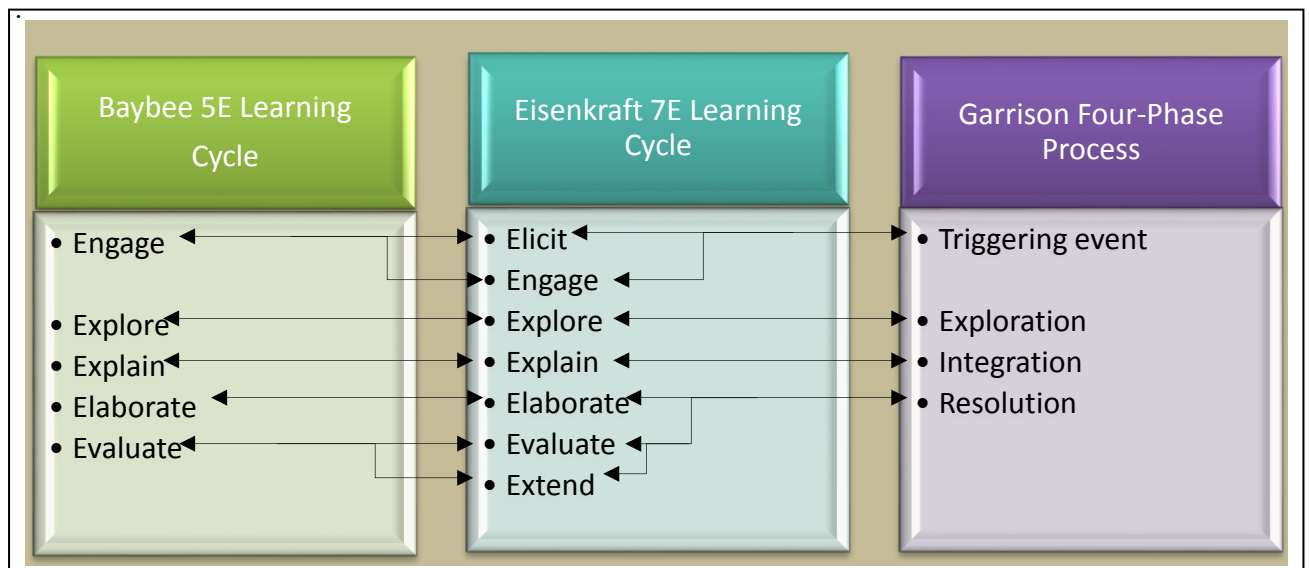 Baybee 5E Learning
Cycle
• Engage
• Explore
• Explain
• Elaborate
• Evaluate
Eisenkraft 7E Learning
Cycle
• Elicit
• Engage
• Explore
• Explain
• Elaborate
• Evaluate
• Extend
Garrison Four-Phase
Process
• Triggering event
• Exploration
• Integration
• Resolution